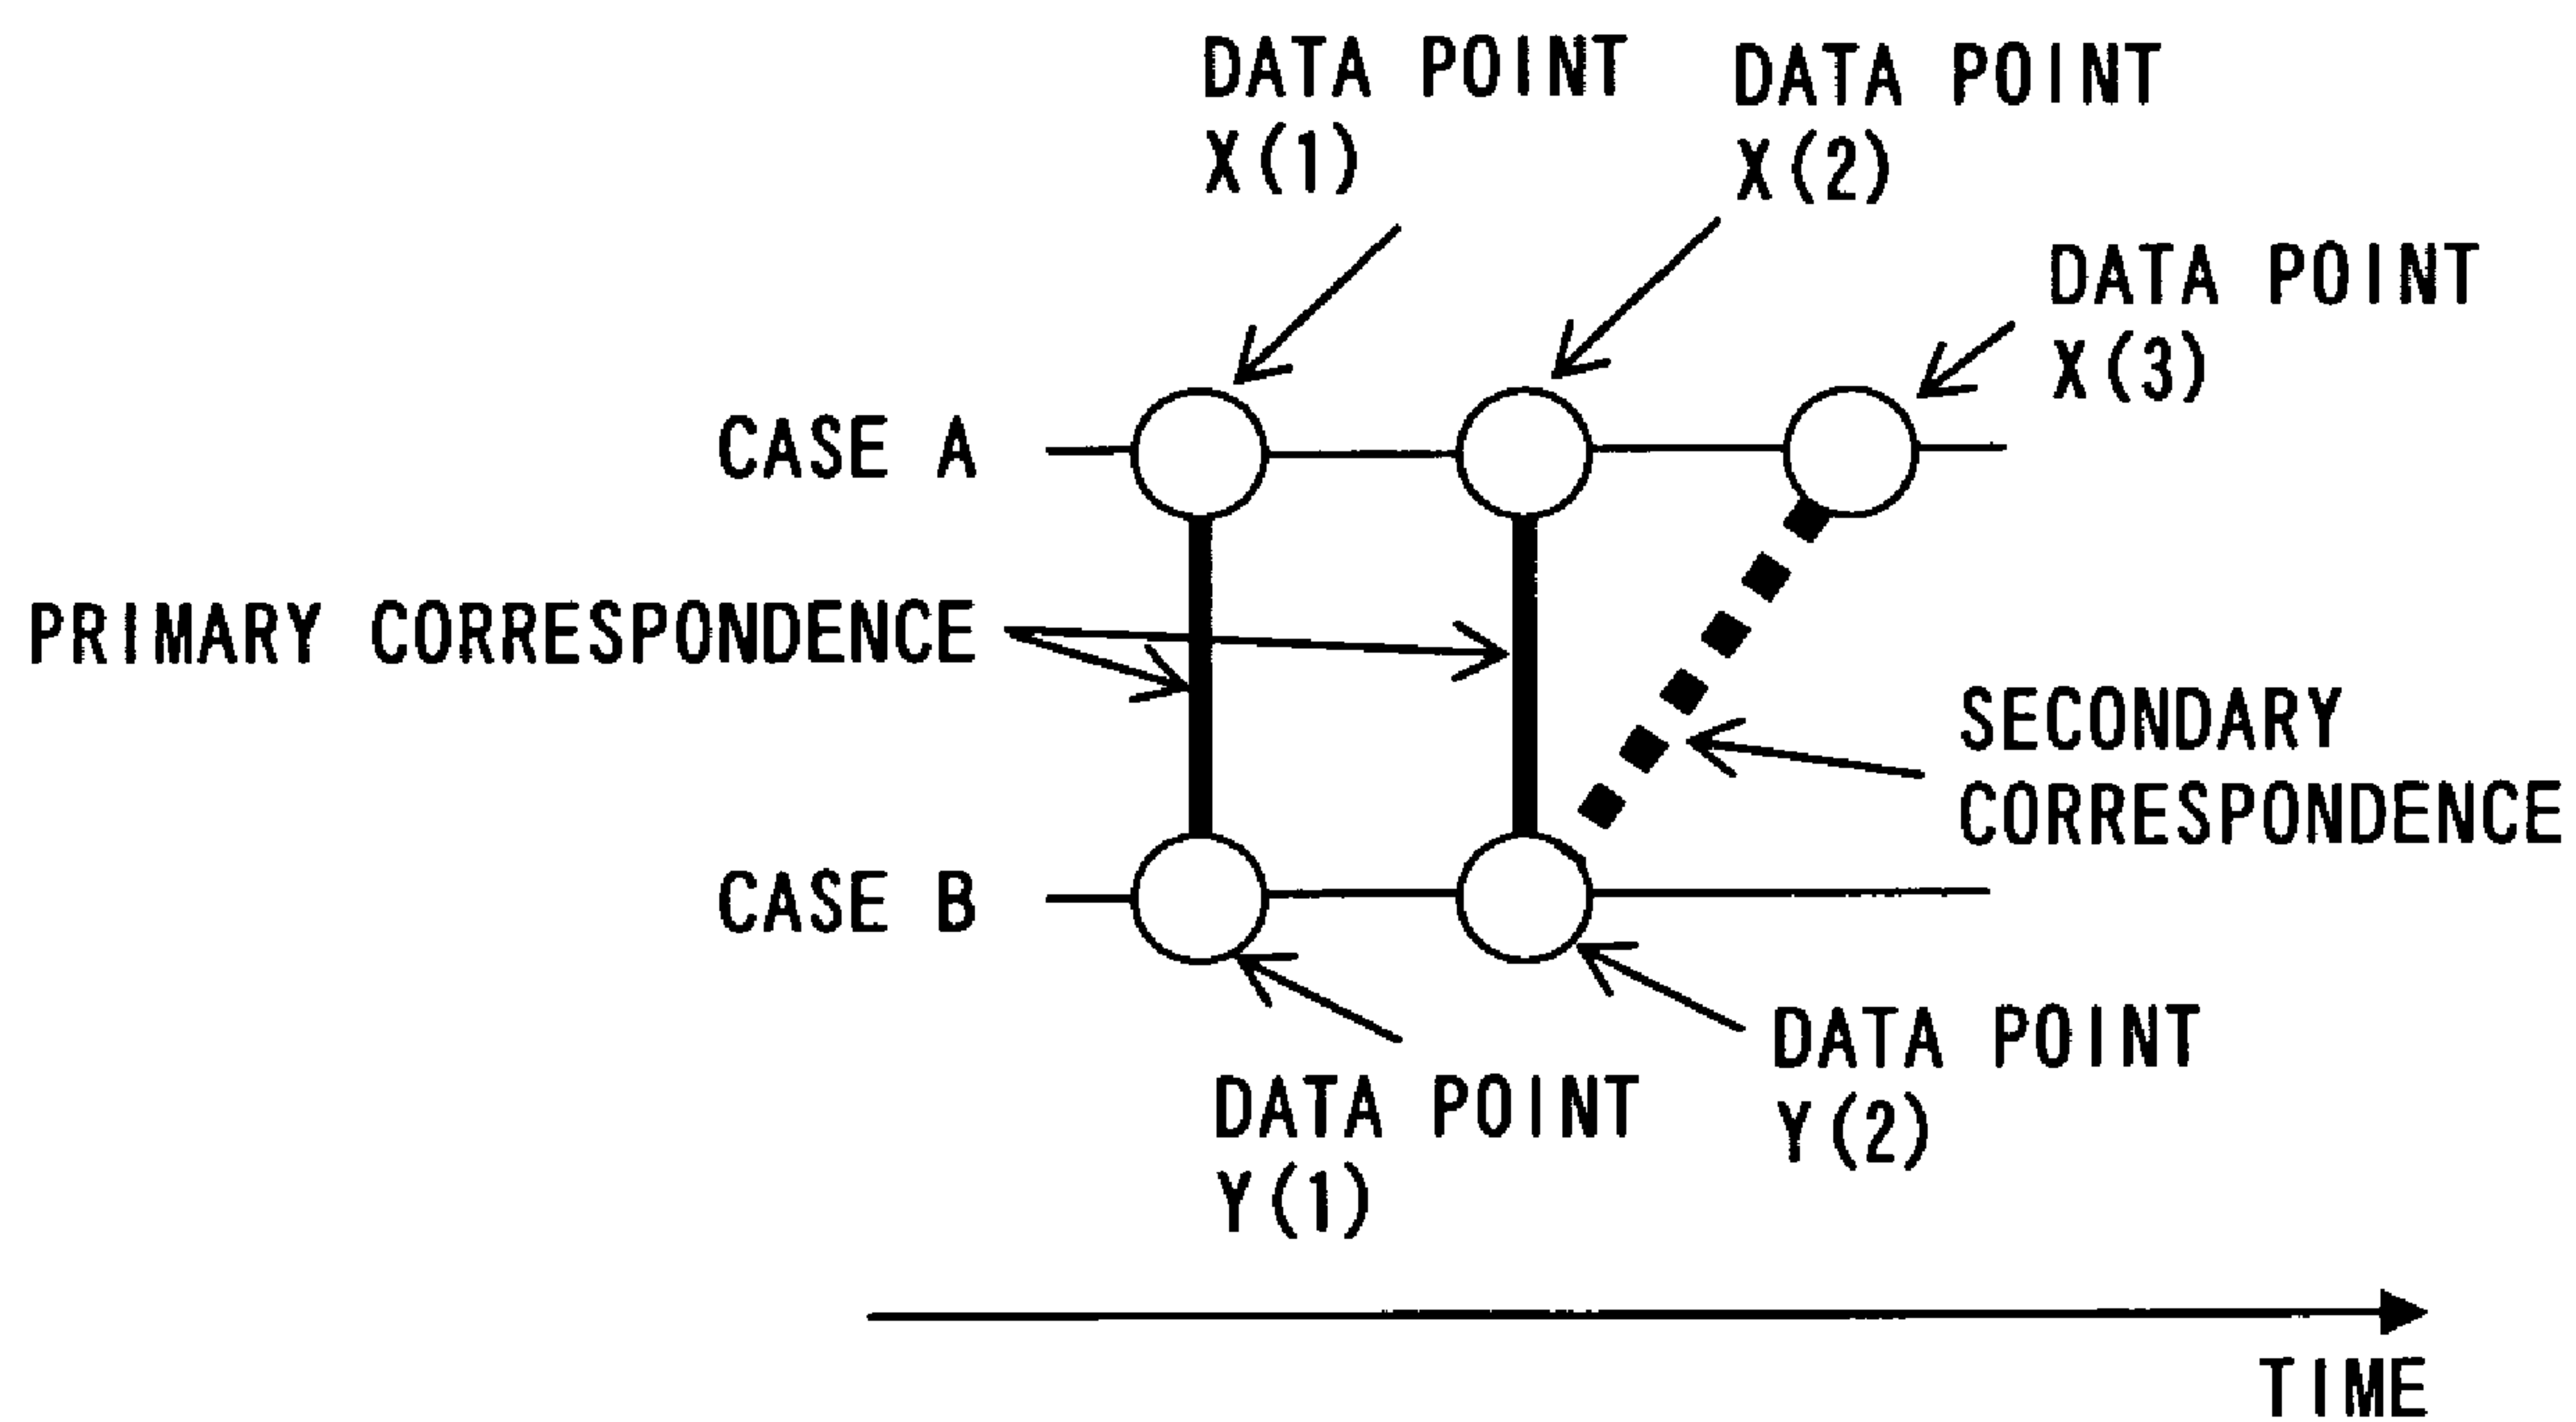 DATA POINT
X(1)
DATA POINT
X(2)
DATA POINT
X(3)
CASE A
PRIMARY CORRESPONDENCE
SECONDARY
CORRESPONDENCE
CASE B
DATA POINT
Y(1)
DATA POINT
Y(2)
TIME